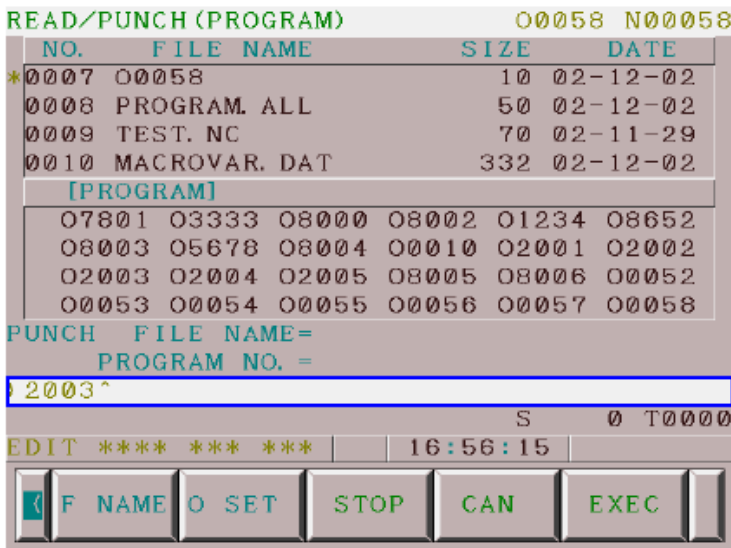 READ/PUNCH(PROGRAM) O0058 N00058
NO. FILE NAME SIZE DATE
*0007 O0058 10 02-12-02
0008 PROGRAM. ALL 50 02-12-02
0009 TEST. NC 70 02-11-29
0010 MACROVAR. DAT 332 02-12-02
[PROGRAM]
O7801 O3333 O8000 O8002 O1234 O8652
O8003 O5678 O8004 O0010 O2001 O2002
O2003 O2004 O2005 O8005 O8006 O0052
O0053 O0054 O0055 O0056 O0057 O0058
PUNCH FILE NAME=
PROGRAM NO. =
2003^
S 0 T0000
EDIT **** *** *** 16:56:15
( F NAME O SET STOP CAN EXEC